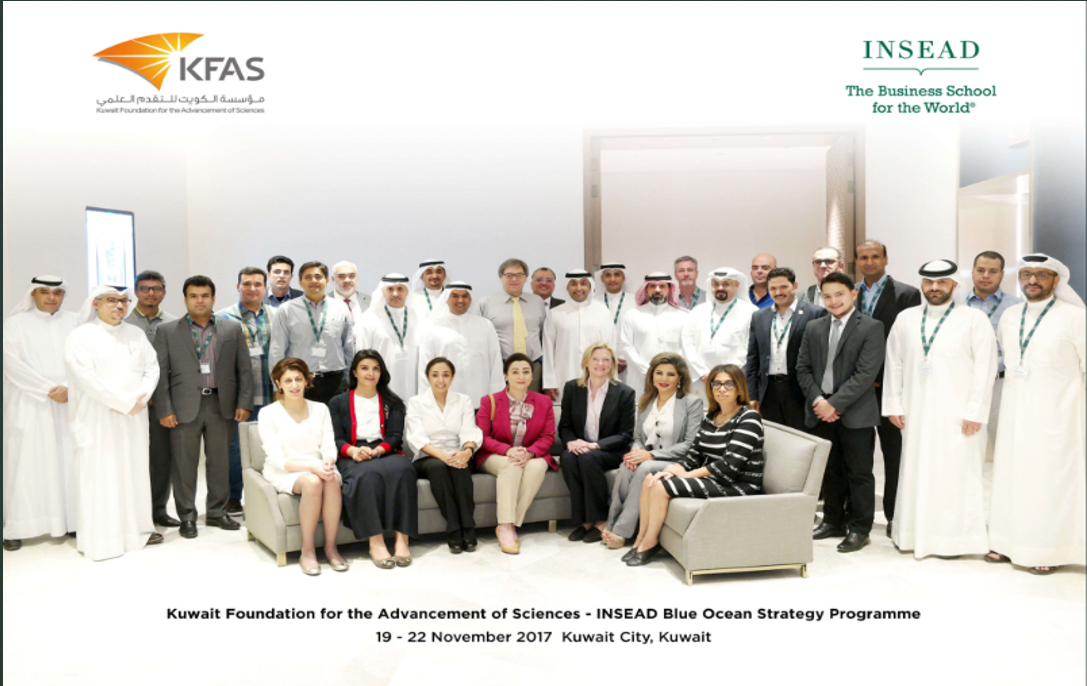 KFAS
مؤسسة الكويت للتقدم العلمي
Kuwait Foundation for the Advancement of Sciences
INSEAD
The Business School
for the World®
Kuwait Foundation for the Advancement of Sciences - INSEAD Blue Ocean Strategy Programme
19 - 22 November 2017 Kuwait City, Kuwait